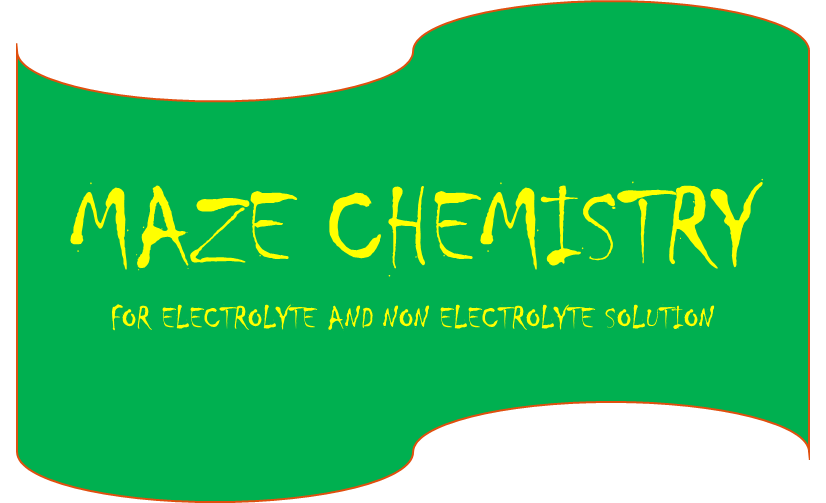 MAZE CHEMISTRY
FOR ELECTROLYTE AND NON ELECTROLYTE SOLUTION